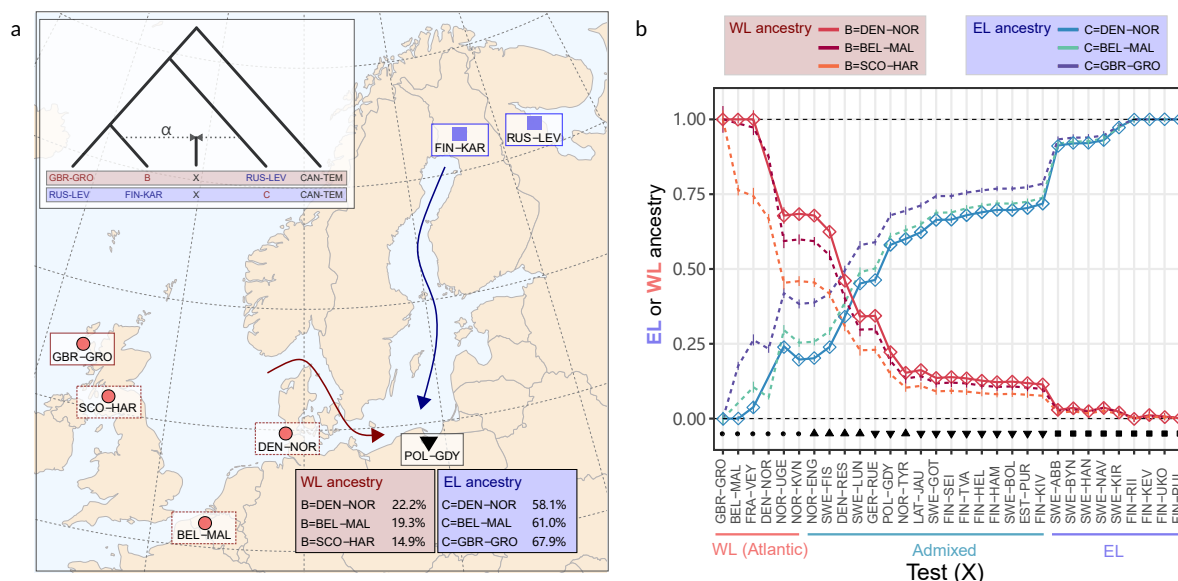 a
α
GBR-GRO B X RUS-LEV CAN-TEM
RUS-LEV FIN-KAR X C CAN-TEM
FIN−KAR
RUS−LEV
GBR−GRO
SCO−HAR
DEN−NOR
POL−GDY
BEL−MAL
WL ancestry
B=DEN−NOR 22.2%
B=BEL−MAL 19.3%
B=SCO−HAR 14.9%
EL ancestry
C=DEN−NOR 58.1%
C=BEL−MAL 61.0%
C=GBR−GRO 67.9%
b
WL ancestry
B=DEN−NOR
B=BEL−MAL
B=SCO−HAR
EL ancestry
C=DEN−NOR
C=BEL−MAL
C=GBR−GRO
EL or WL ancestry
1.00
0.75
0.50
0.25
0.00
GBR−GRO
BEL−MAL
FRA−VEY
DEN−NOR
NOR−UGE
NOR−KVN
NOR−ENG
SWE−FIS
DEN−RES
SWE−LUN
GER−RUE
POL−GDY
NOR−TYR
LAT−JAU
SWE−GOT
FIN−SEI
FIN−TVA
FIN−HEL
FIN−HAM
SWE−BOL
EST−PUR
FIN−KIV
SWE−ABB
SWE−BYN
SWE−HAN
SWE−NAV
SWE−KIR
FIN−RII
FIN−KEV
FIN−UKO
WL (Atlantic)
Admixed
EL
Test (X)